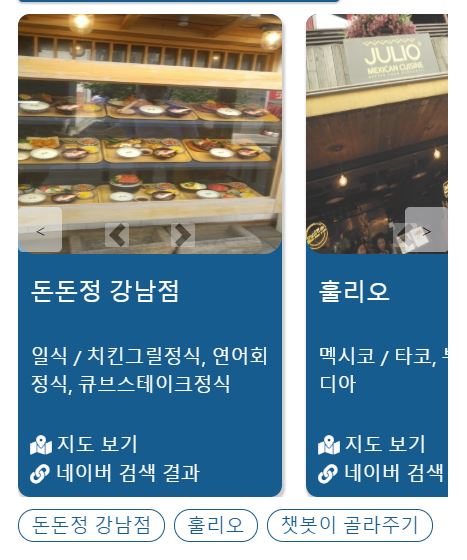 JULIO
MEXICAN CUISINE
<
>
돈돈정 강남점
일식 / 치킨그릴정식, 연어회
정식, 큐브스테이크정식
지도 보기
네이버 검색 결과
훌리오
멕시코 / 타코,
디아
지도 보기
네이버 검색
돈돈정 강남점
훌리오
챗봇이 골라주기